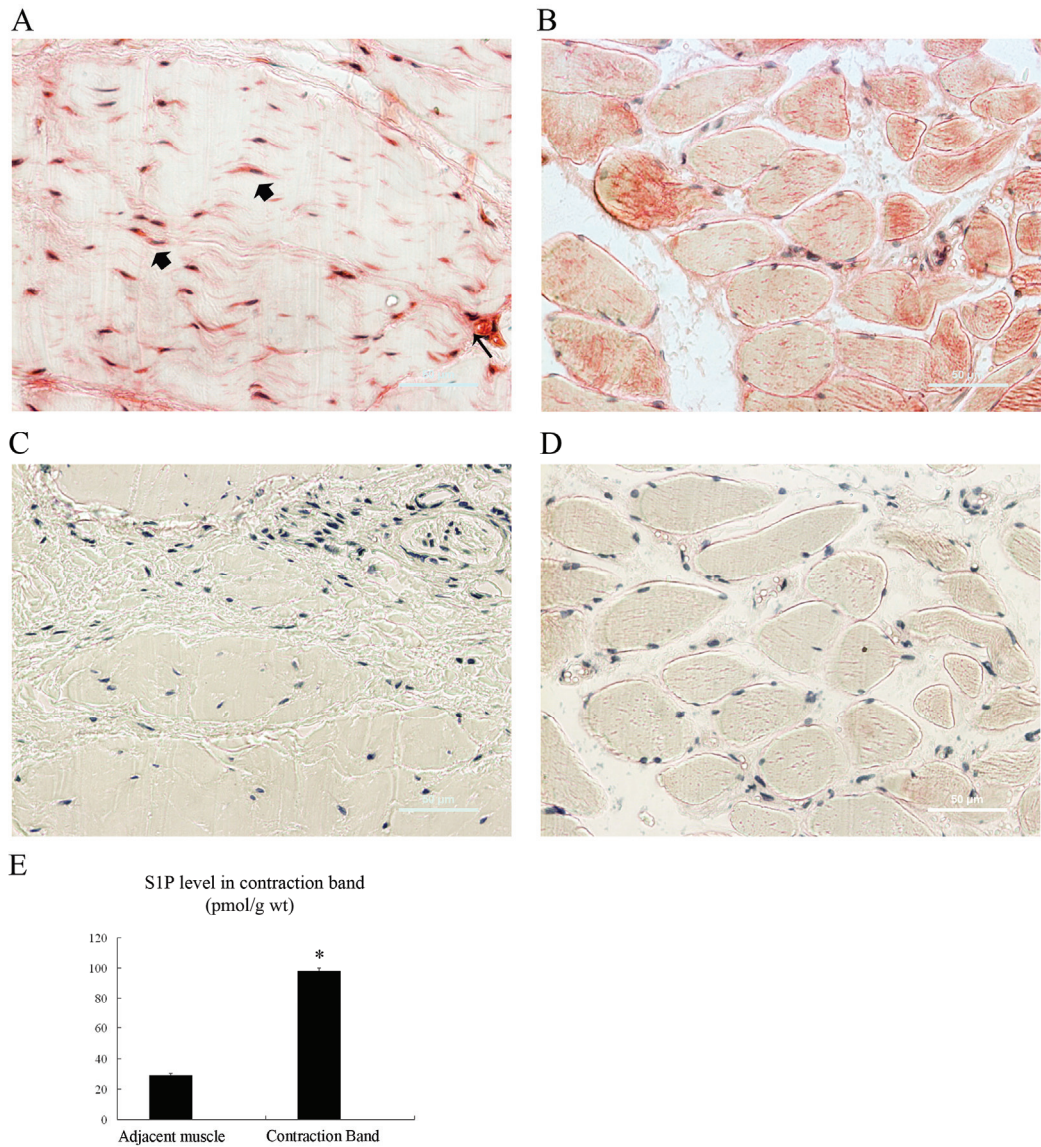 A
B
50 μm
C
D
50 μm
50 μm
E
S1P level in contraction band
(pmol/g wt)
120
100
80
60
40
20
0
*
Adjacent muscle
Contraction Band